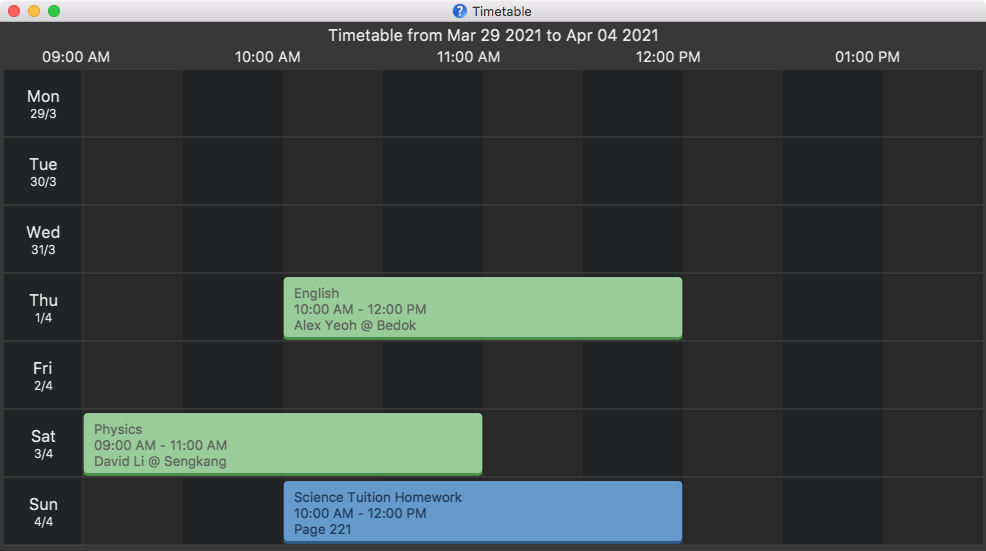 Timetable
Timetable from Mar 29 2021 to Apr 04 2021
09:00 AM 10:00 AM 11:00 AM 12:00 PM 01:00 PM
Mon
29/3
Tue
30/3
Wed
31/3
Thu
1/4
English
10:00 AM - 12:00 PM
Alex Yeoh @ Bedok
Fri
2/4
Sat
3/4
Physics
09:00 AM - 11:00 AM
David Li @ Sengkang
Sun
4/4
Science Tuition Homework
10:00 AM - 12:00 PM
Page 221